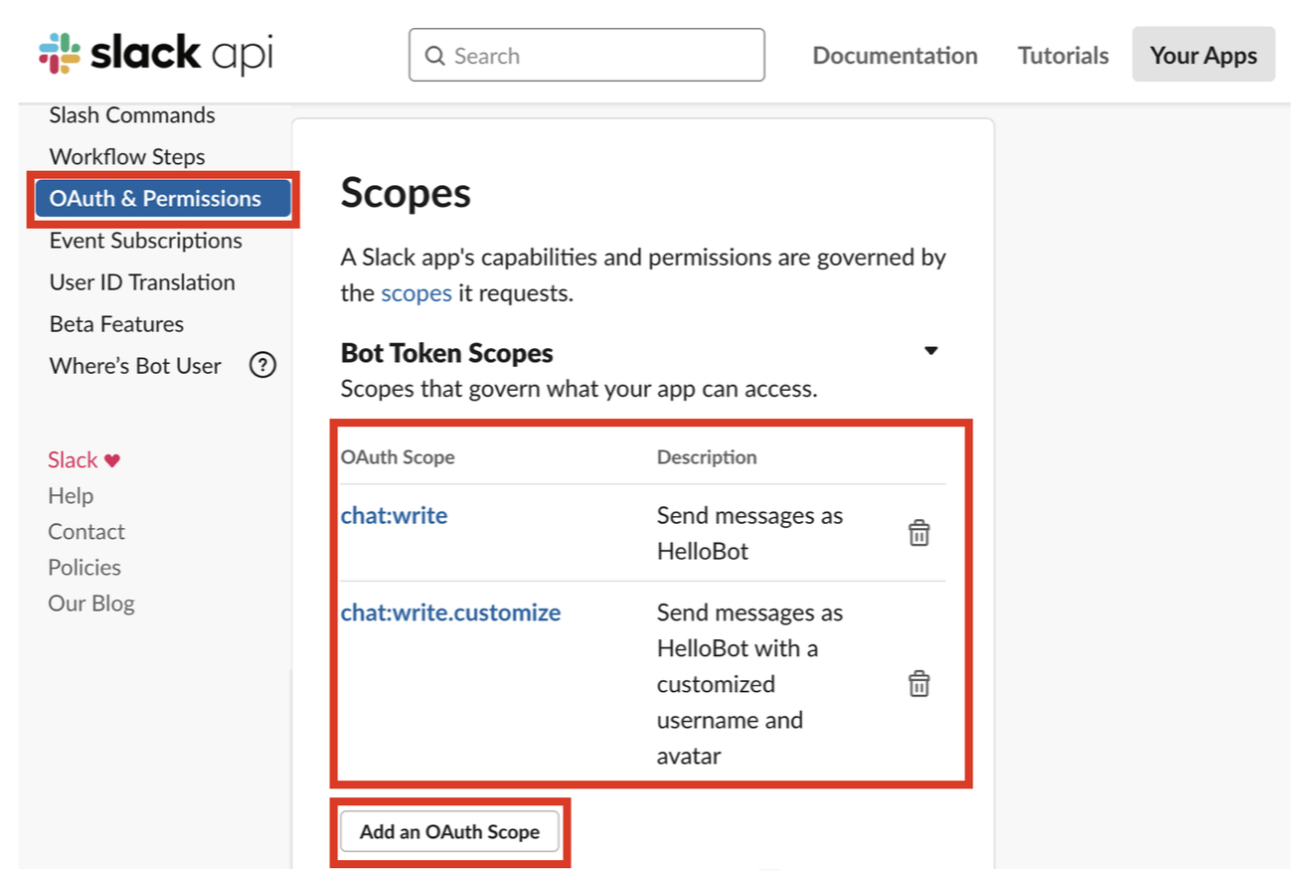 slack api
Search
Documentation
Tutorials
Your Apps
Slash Commands
Workflow Steps
OAuth & Permissions
Event Subscriptions
User ID Translation
Beta Features
Where's Bot User ?
Slack ♥
Help
Contact
Policies
Our Blog
Scopes
A Slack app's capabilities and permissions are governed by
the scopes it requests.
Bot Token Scopes
Scopes that govern what your app can access.
OAuth Scope Description
chat:write Send messages as
HelloBot
chat:write.customize Send messages as
HelloBot with a
customized
username and
avatar
Add an OAuth Scope